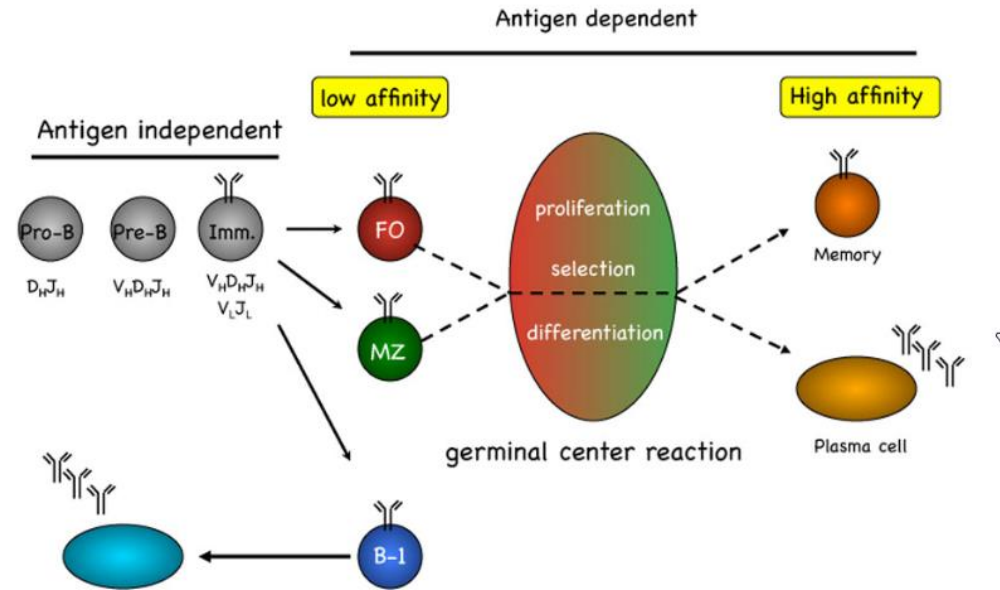 Antigen dependent
low affinity
High affinity
Antigen independent
Pro-B
Pre-B
Imm.
FO
proliferation
selection
differentiation
Memory
DHJH
VHDHJH
VHDHJH
VLJL
MZ
germinal center reaction
Plasma cell
B-1